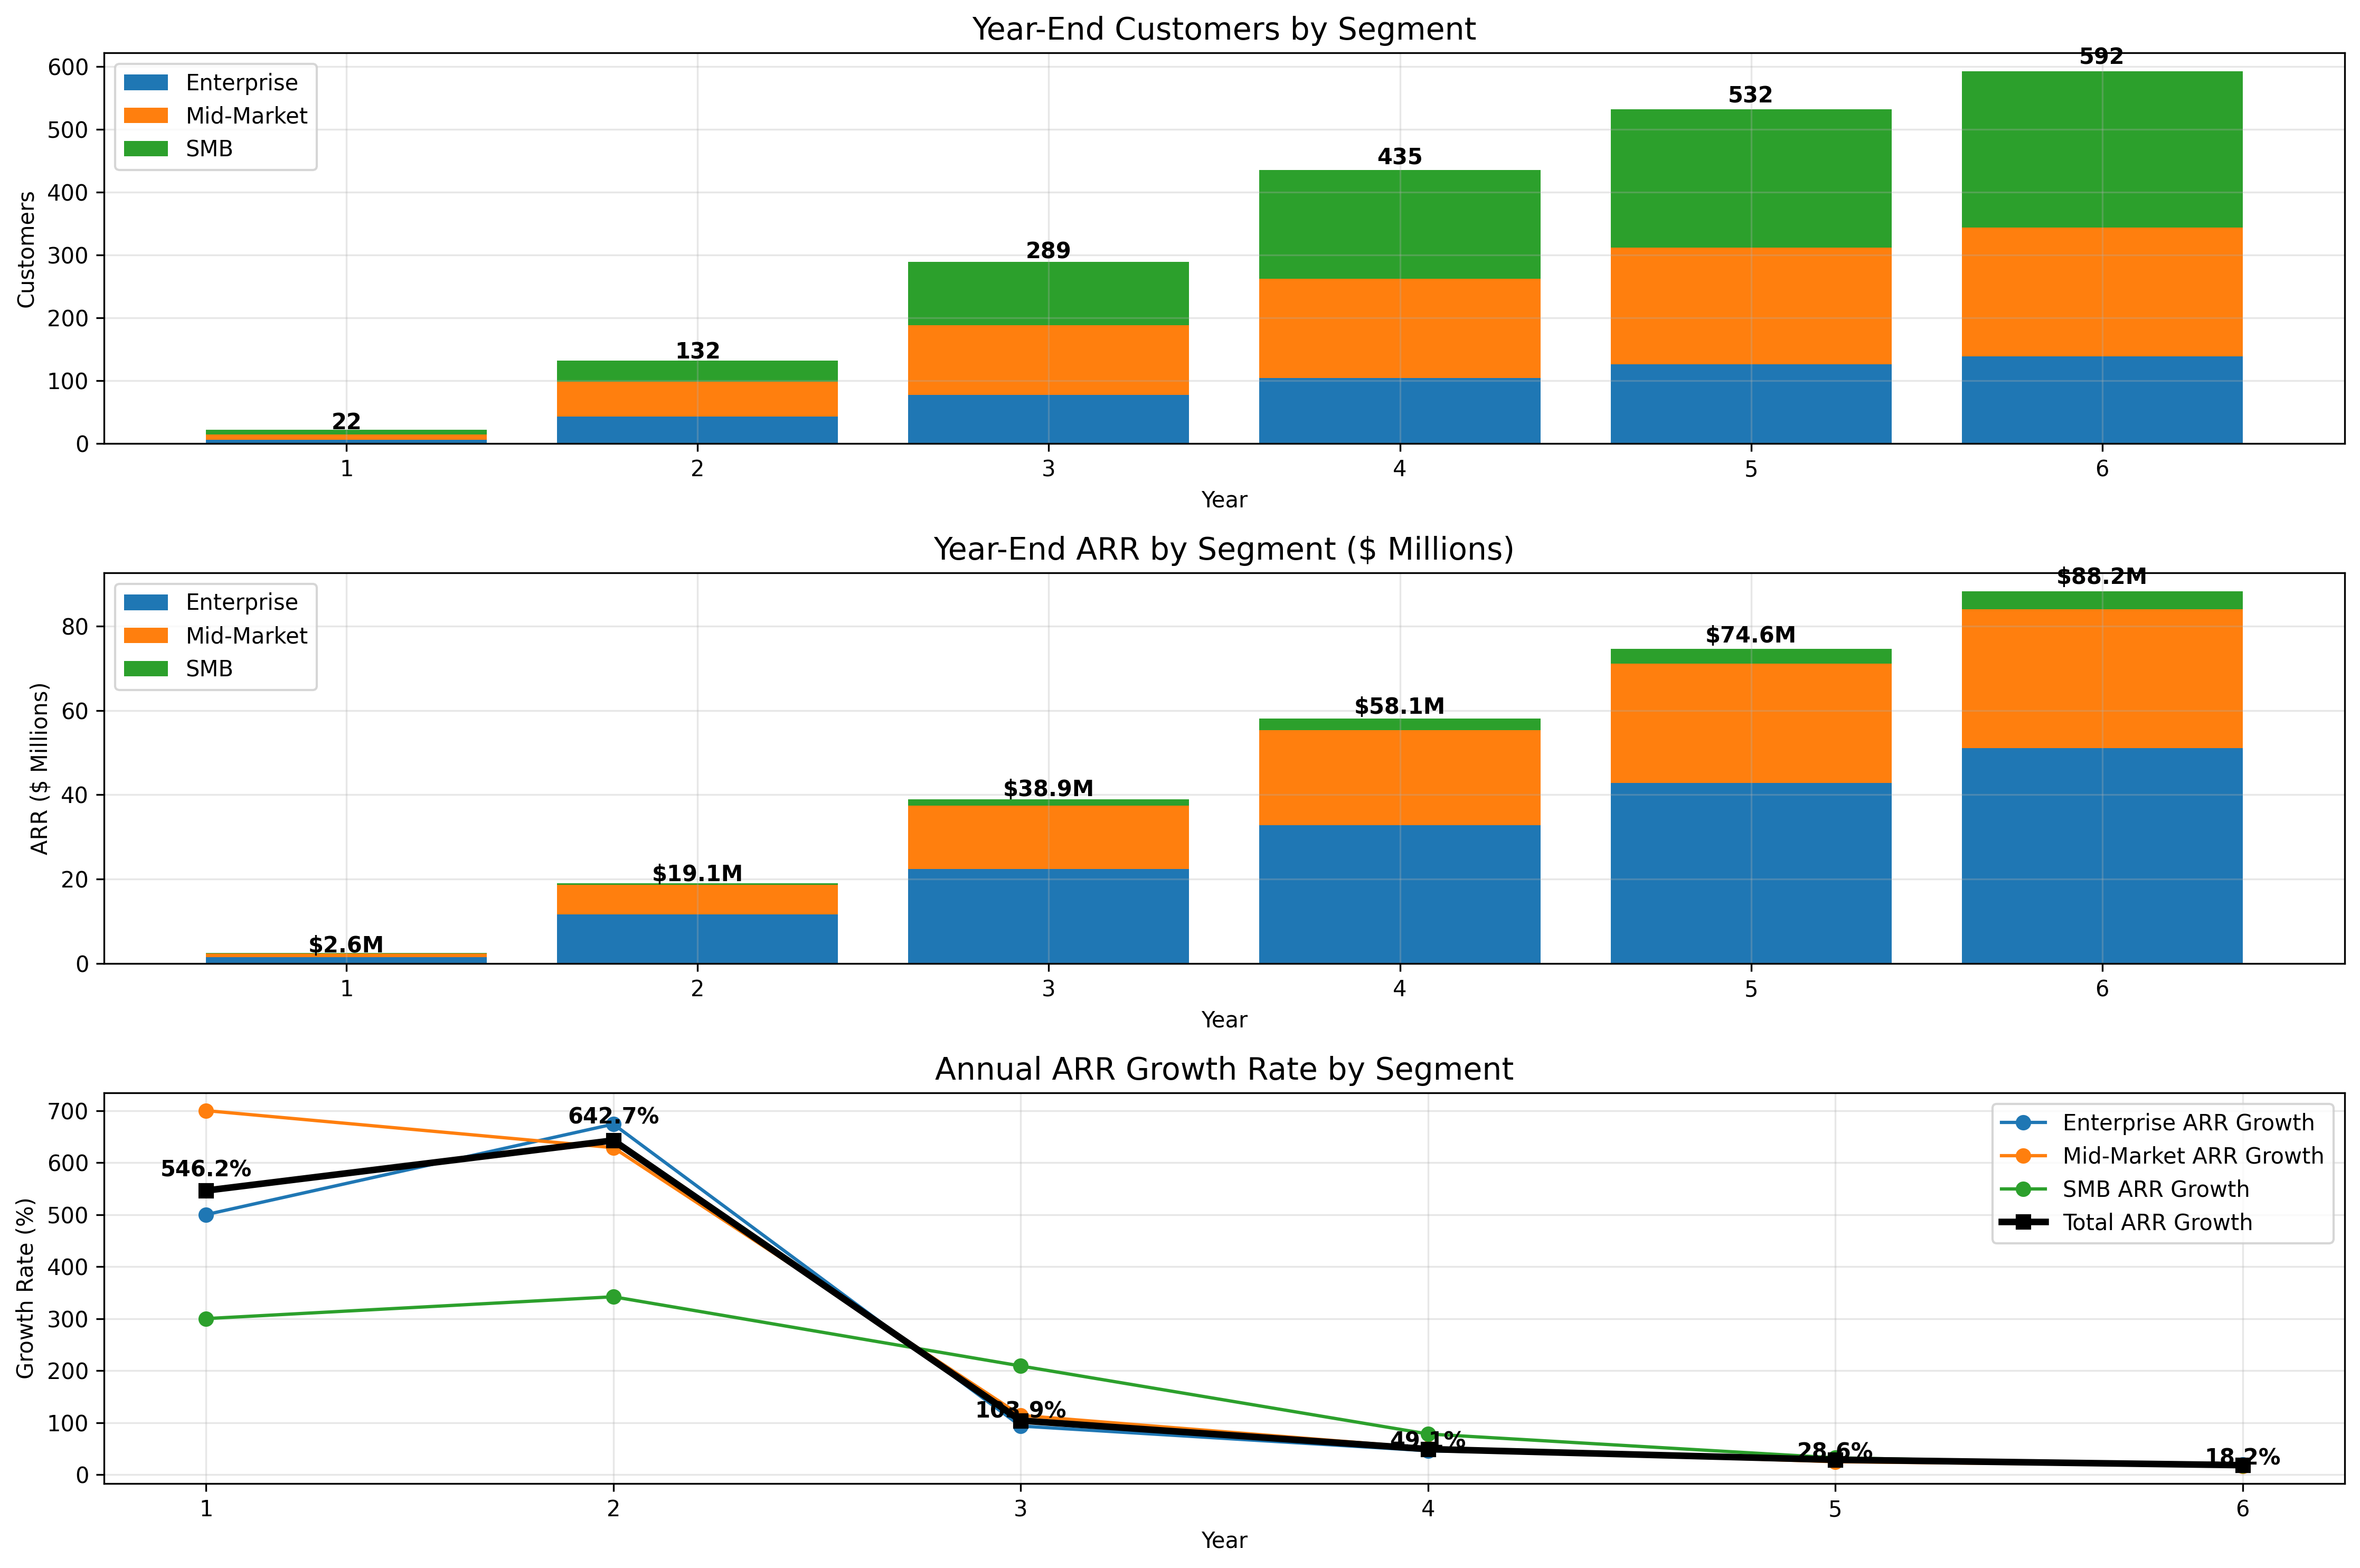 Year-End Customers by Segment
Customers
600
500
400
300
200
100
0
Enterprise
Mid-Market
SMB
22
132
289
435
532
592
1 2 3 4 5 6
Year
Year-End ARR by Segment ($ Millions)
ARR ($ Millions)
80
60
40
20
0
Enterprise
Mid-Market
SMB
$2.6M
$19.1M
$38.9M
$58.1M
$74.6M
$88.2M
1 2 3 4 5 6
Year
Annual ARR Growth Rate by Segment
Growth Rate (%)
700
600
500
400
300
200
100
0
546.2%
642.7%
103.9%
49.1%
28.6%
18.2%
Enterprise ARR Growth
Mid-Market ARR Growth
SMB ARR Growth
Total ARR Growth
1 2 3 4 5 6
Year